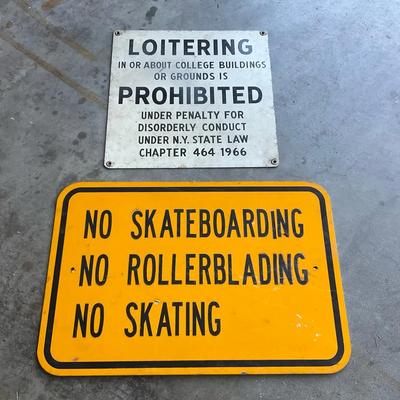 LOITERING
IN OR ABOUT COLLEGE BUILDINGS
OR GROUNDS IS
PROHIBITED
UNDER PENALTY FOR
DISORDERLY CONDUCT
UNDER N.Y. STATE LAW
CHAPTER 464 1966
NO SKATEBOARDING
NO ROLLERBLADING
NO SKATING